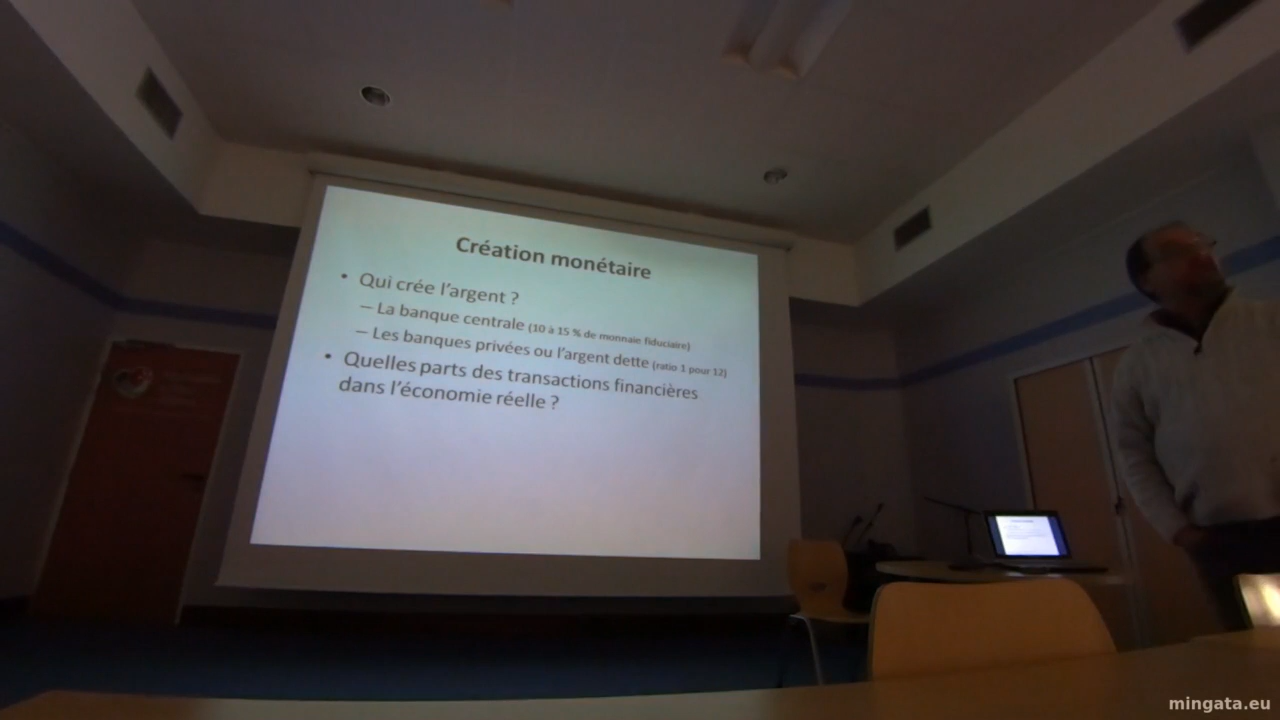 Création monétaire
• Qui crée l'argent ?
– La banque centrale (10 à 15 % de monnaie fiduciaire)
– Les banques privées ou l'argent dette (ratio 1 pour 12)
• Quelles parts des transactions financières
dans l'économie réelle ?
mingata.eu